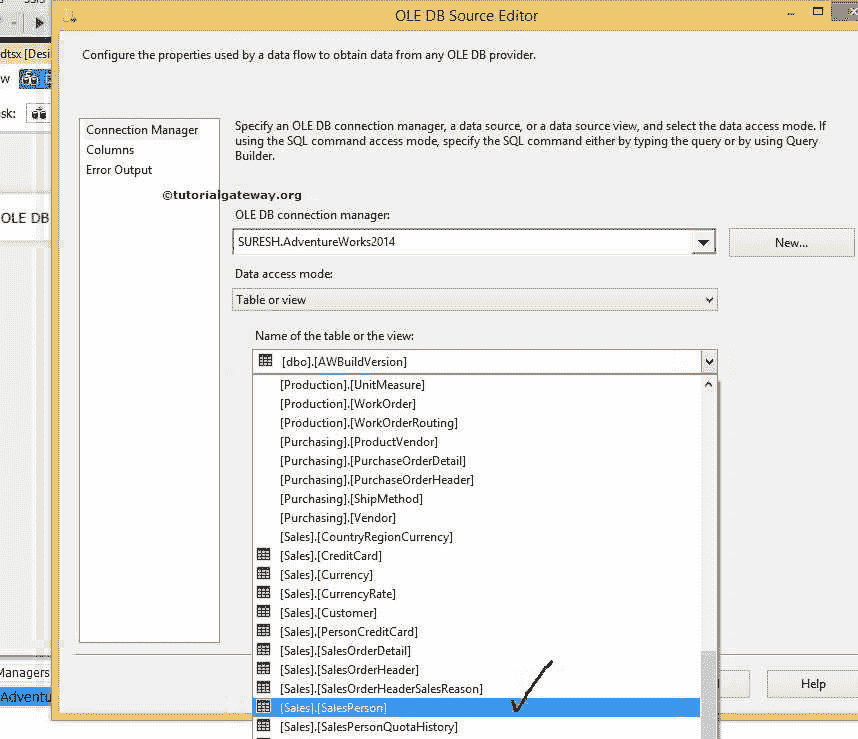 OLE DB Source Editor
dtsx [Desi
Configure the properties used by a data flow to obtain data from any OLE DB provider.
sk:
Connection Manager
Columns
Error Output
Specify an OLE DB connection manager, a data source, or a data source view, and select the data access mode. If
using the SQL command access mode, specify the SQL command either by typing the query or by using Query
Builder.
©tutorialgateway.org
OLE DB
OLE DB connection manager:
SURESH.AdventureWorks2014
New...
Data access mode:
Table or view
Name of the table or the view:
[dbo].[AWBuildVersion]
[Production].[UnitMeasure]
[Production].[WorkOrder]
[Production].[WorkOrderRouting]
[Purchasing].[ProductVendor]
[Purchasing].[PurchaseOrderDetail]
[Purchasing].[PurchaseOrderHeader]
[Purchasing].[ShipMethod]
[Purchasing].[Vendor]
[Sales].[CountryRegionCurrency]
[Sales].[CreditCard]
[Sales].[Currency]
[Sales].[CurrencyRate]
[Sales].[Customer]
[Sales].[PersonCreditCard]
[Sales].[SalesOrderDetail]
[Sales].[SalesOrderHeader]
[Sales].[SalesOrderHeaderSalesReason]
[Sales].[SalesPerson]
[Sales].[SalesPersonQuotaHistory]
Managers
Adventu
Help